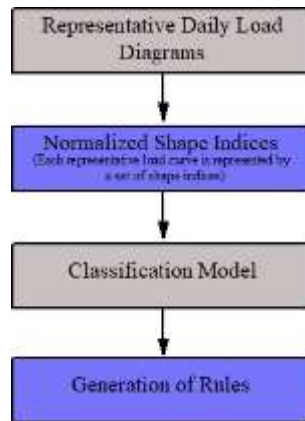 Representative Daily Load
Diagrams
Normalized Shape Indices
(Each representative load curve is represented by
a set of shape indices)
Classification Model
Generation of Rules